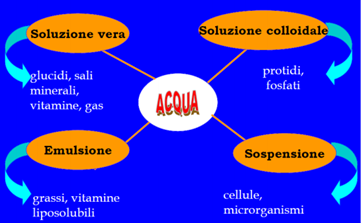 Soluzione vera
Soluzione colloidale
glucidi, sali
minerali,
vitamine, gas
protidi,
fosfati
ACQUA
Emulsione
Sospensione
grassi, vitamine
liposolubili
cellule,
microrganismi